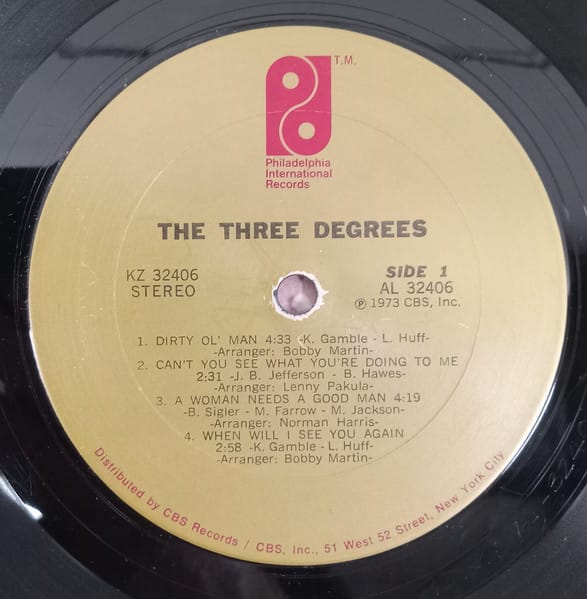 T.M.
Philadelphia
International
Records
THE THREE DEGREES
KZ 32406
STEREO
SIDE 1
AL 32406
Ⓟ 1973 CBS, Inc.
1. DIRTY OL' MAN 4:33 -K. Gamble - L. Huff-
-Arranger: Bobby Martin-
2. CAN'T YOU SEE WHAT YOU'RE DOING TO ME
2:31 -J. B. Jefferson - B. Hawes-
-Arranger: Lenny Pakula-
3. A WOMAN NEEDS A GOOD MAN 4:19
-B. Sigler - M. Farrow - M. Jackson-
-Arranger: Norman Harris-
4. WHEN WILL I SEE YOU AGAIN
2:58 -K. Gamble - L. Huff-
-Arranger: Bobby Martin-
Distributed by CBS Records / CBS, Inc., 51 West 52 Street, New York City